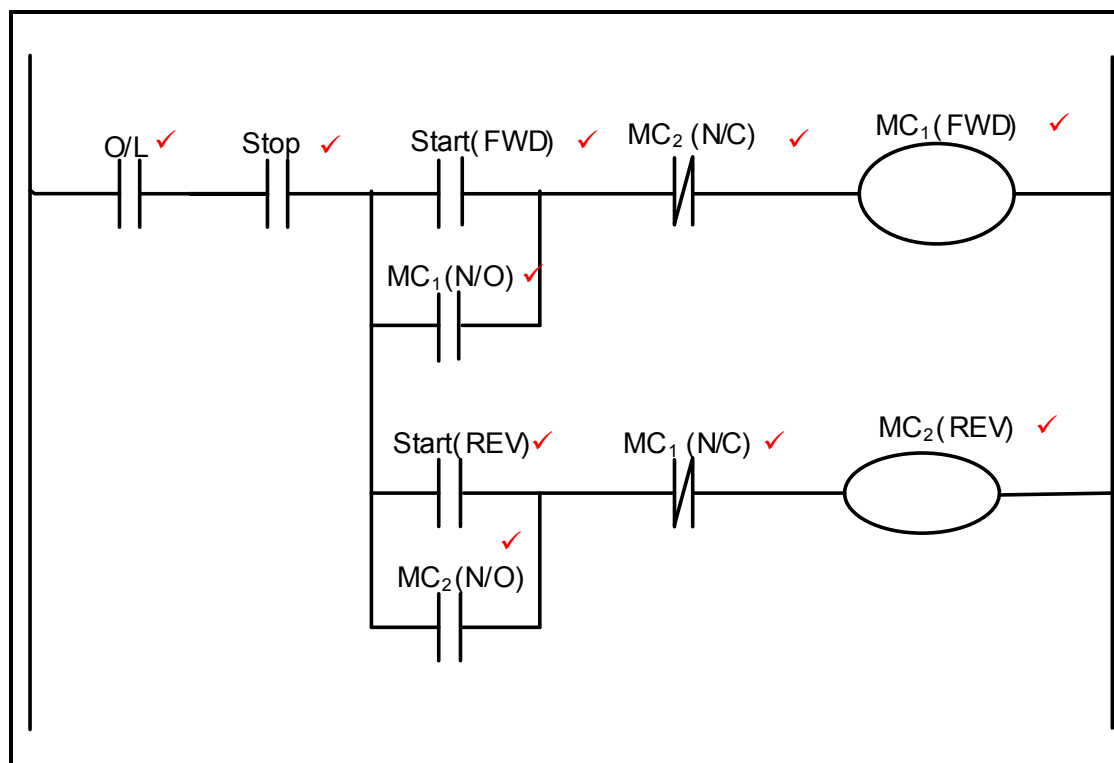 O/L ✓
Stop ✓
Start(FWD) ✓
MC₂ (N/C) ✓
MC₁(FWD) ✓
MC₁(N/O) ✓
Start(REV) ✓
MC₁ (N/C) ✓
MC₂(REV) ✓
✓
MC₂(N/O)